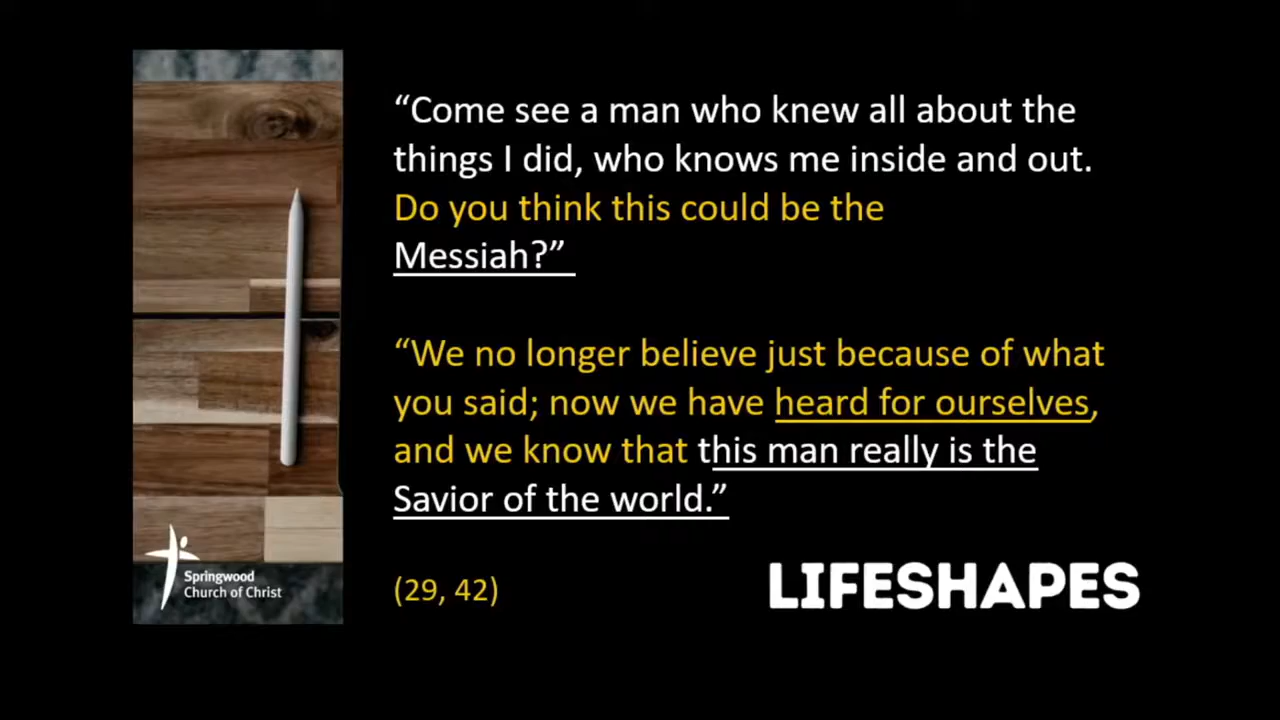 “Come see a man who knew all about the
things I did, who knows me inside and out.
Do you think this could be the
Messiah?”
“We no longer believe just because of what
you said; now we have heard for ourselves,
and we know that this man really is the
Savior of the world.”
(29, 42)
LIFESHAPES
Springwood
Church of Christ